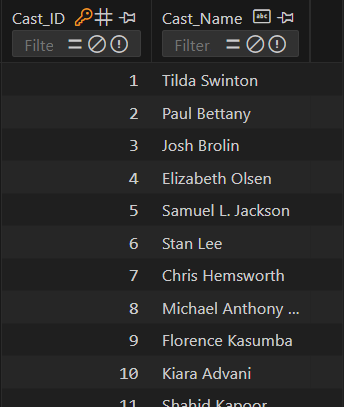 Cast_ID Cast_Name
Filte Filter
1 Tilda Swinton
2 Paul Bettany
3 Josh Brolin
4 Elizabeth Olsen
5 Samuel L. Jackson
6 Stan Lee
7 Chris Hemsworth
8 Michael Anthony ...
9 Florence Kasumba
10 Kiara Advani
11 Shahid Kapoor